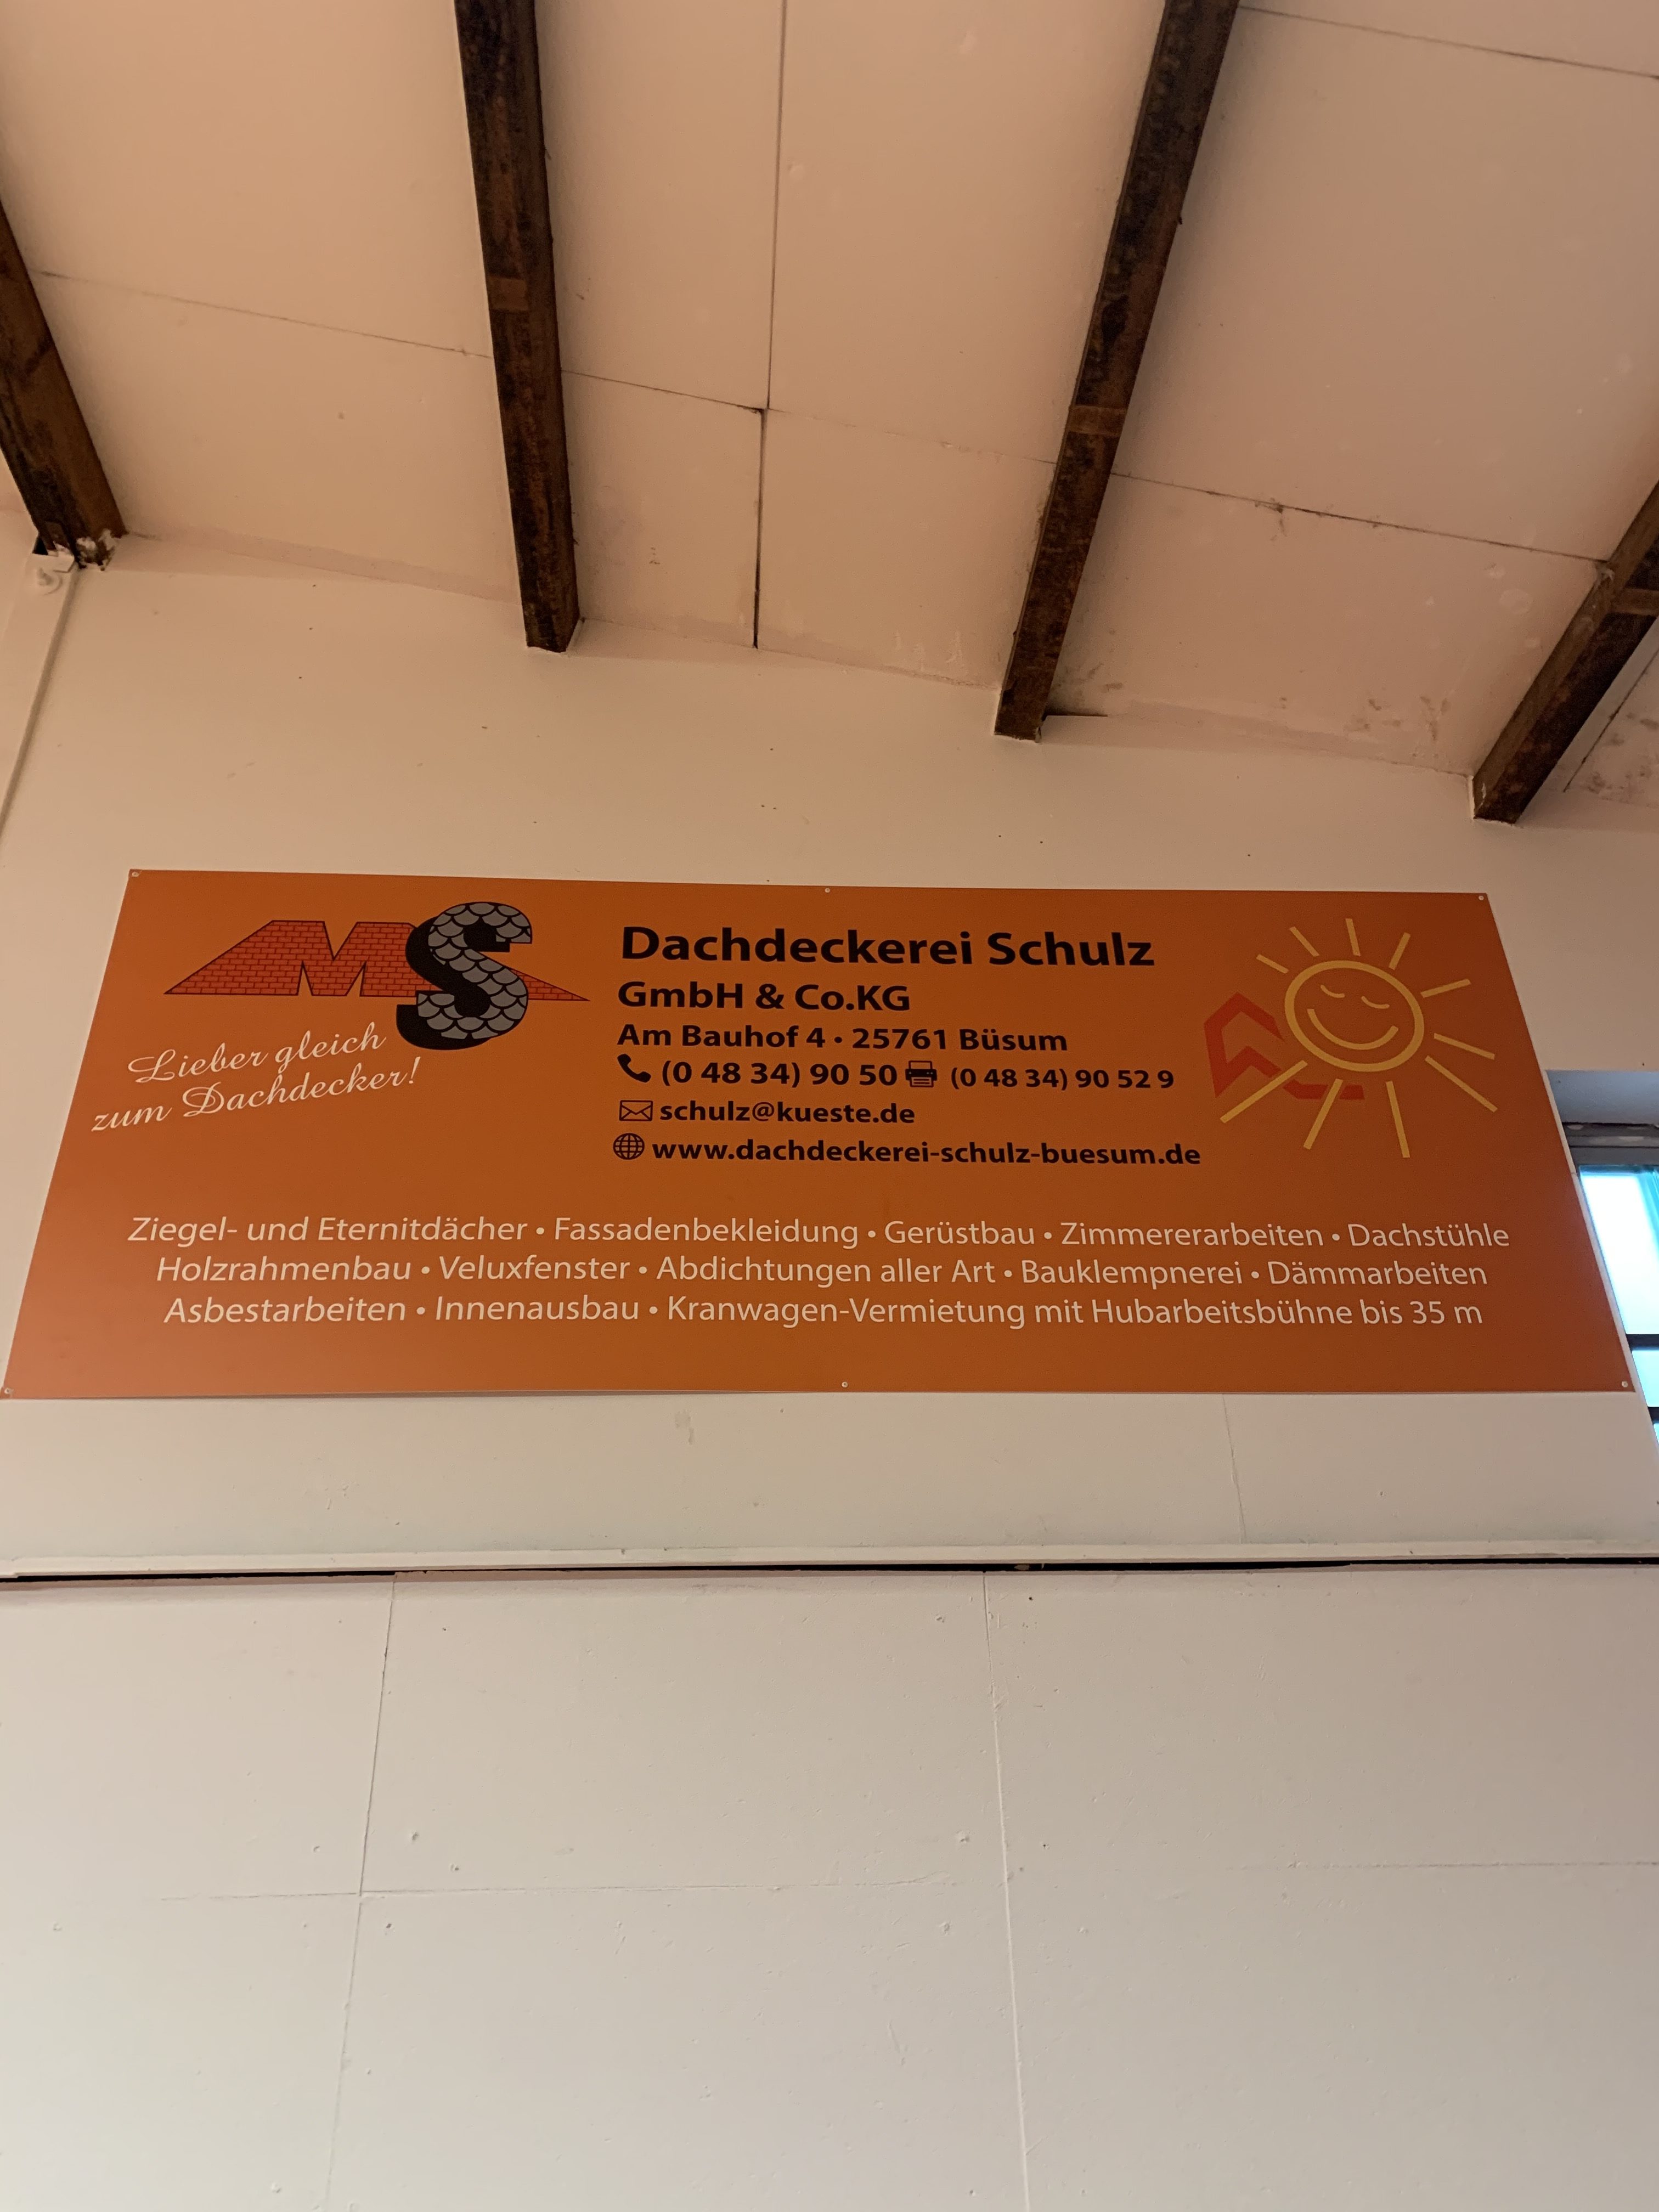 MS
Lieber gleich
zum Dachdecker!
Dachdeckerei Schulz
GmbH & Co.KG
Am Bauhof 4 • 25761 Büsum
(0 48 34) 90 50 (0 48 34) 90 52 9
schulz@kueste.de
www.dachdeckerei-schulz-buesum.de
Ziegel- und Eternitdächer • Fassadenbekleidung • Gerüstbau • Zimmererarbeiten • Dachstühle
Holzrahmenbau • Veluxfenster • Abdichtungen aller Art • Bauklempnerei • Dämmarbeiten
Asbestarbeiten • Innenausbau • Kranwagen-Vermietung mit Hubarbeitsbühne bis 35 m